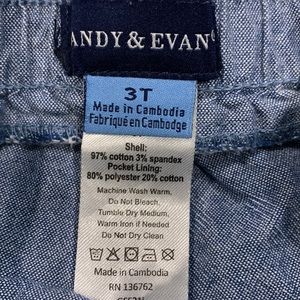 ANDY & EVAN
3T
Made in Cambodia
Fabriqué en Cambodge
Shell:
97% cotton 3% spandex
Pocket Lining:
80% polyester 20% cotton
Machine Wash Warm,
Do Not Bleach,
Tumble Dry Medium,
Warm Iron if Needed
Do Not Dry Clean
Made in Cambodia
RN 136762